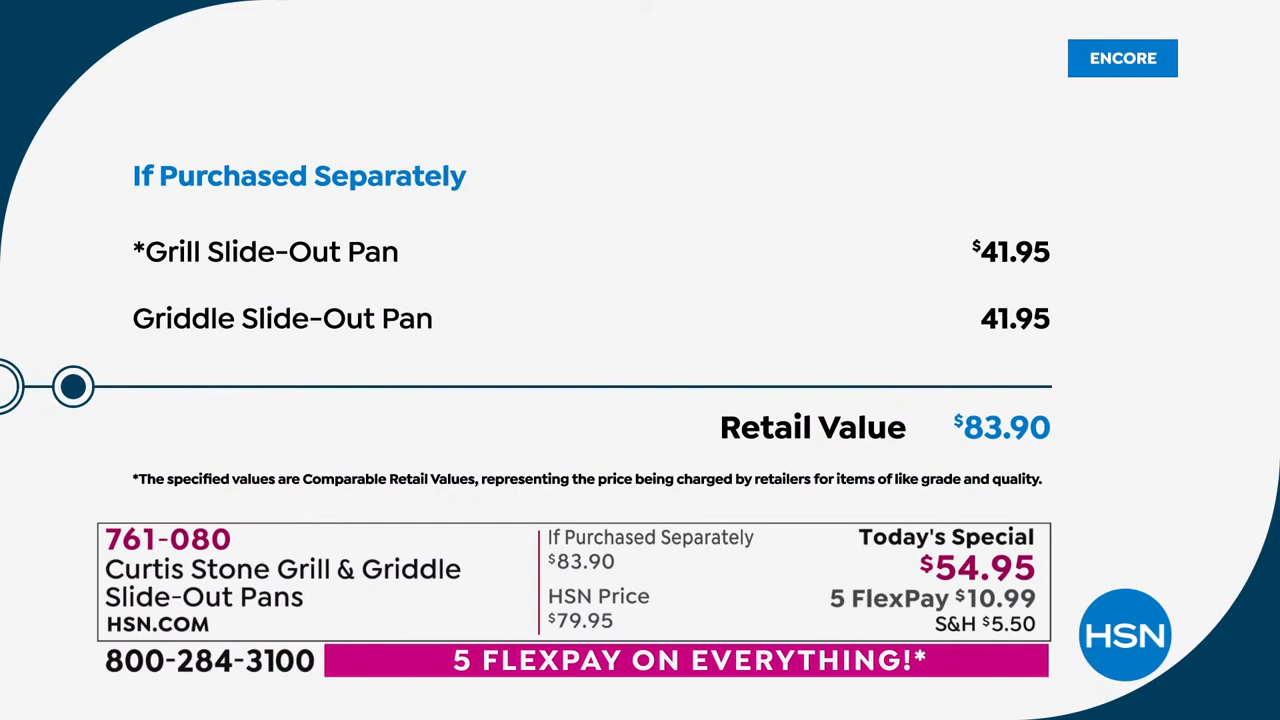 ENCORE
If Purchased Separately
*Grill Slide-Out Pan $41.95
Griddle Slide-Out Pan 41.95
Retail Value $83.90
*The specified values are Comparable Retail Values, representing the price being charged by retailers for items of like grade and quality.
761-080
Curtis Stone Grill & Griddle
Slide-Out Pans
HSN.COM
If Purchased Separately
$83.90
HSN Price
$79.95
Today's Special
$54.95
5 FlexPay $10.99
S&H $5.50
HSN
800-284-3100
5 FLEXPAY ON EVERYTHING!*